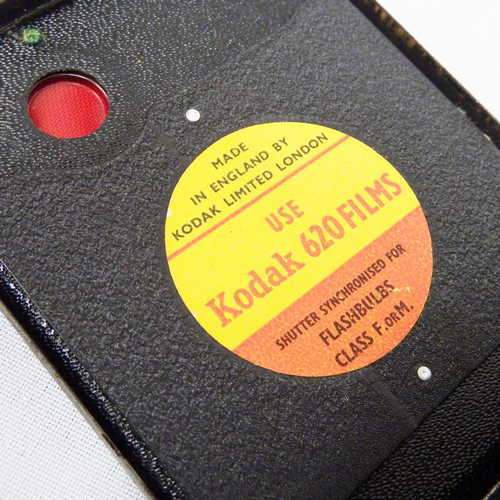 MADE
IN ENGLAND BY
KODAK LIMITED LONDON
USE
Kodak 620 FILMS
SHUTTER SYNCHRONISED FOR
FLASHBULBS
CLASS F. OR M.